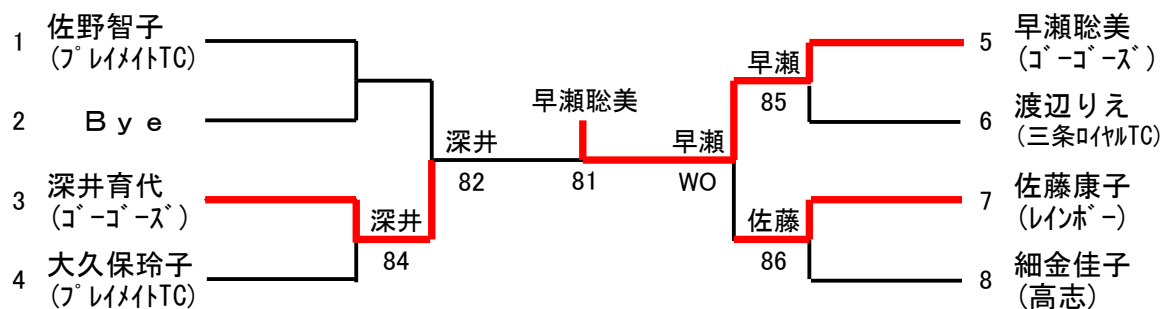 1 佐野智子
(ﾌﾟﾚｲﾒｲﾄTC)
2 Ｂｙｅ
3 深井育代
(ｺﾞｰｺﾞｰｽﾞ)
4 大久保玲子
(ﾌﾟﾚｲﾒｲﾄTC)
深井
84
深井
82
早瀬聡美
81
早瀬
WO
早瀬
85
佐藤
86
5 早瀬聡美
(ｺﾞｰｺﾞｰｽﾞ)
6 渡辺りえ
(三条ﾛｲﾔﾙTC)
7 佐藤康子
(ﾚｲﾝﾎﾞｰ)
8 細金佳子
(高志)